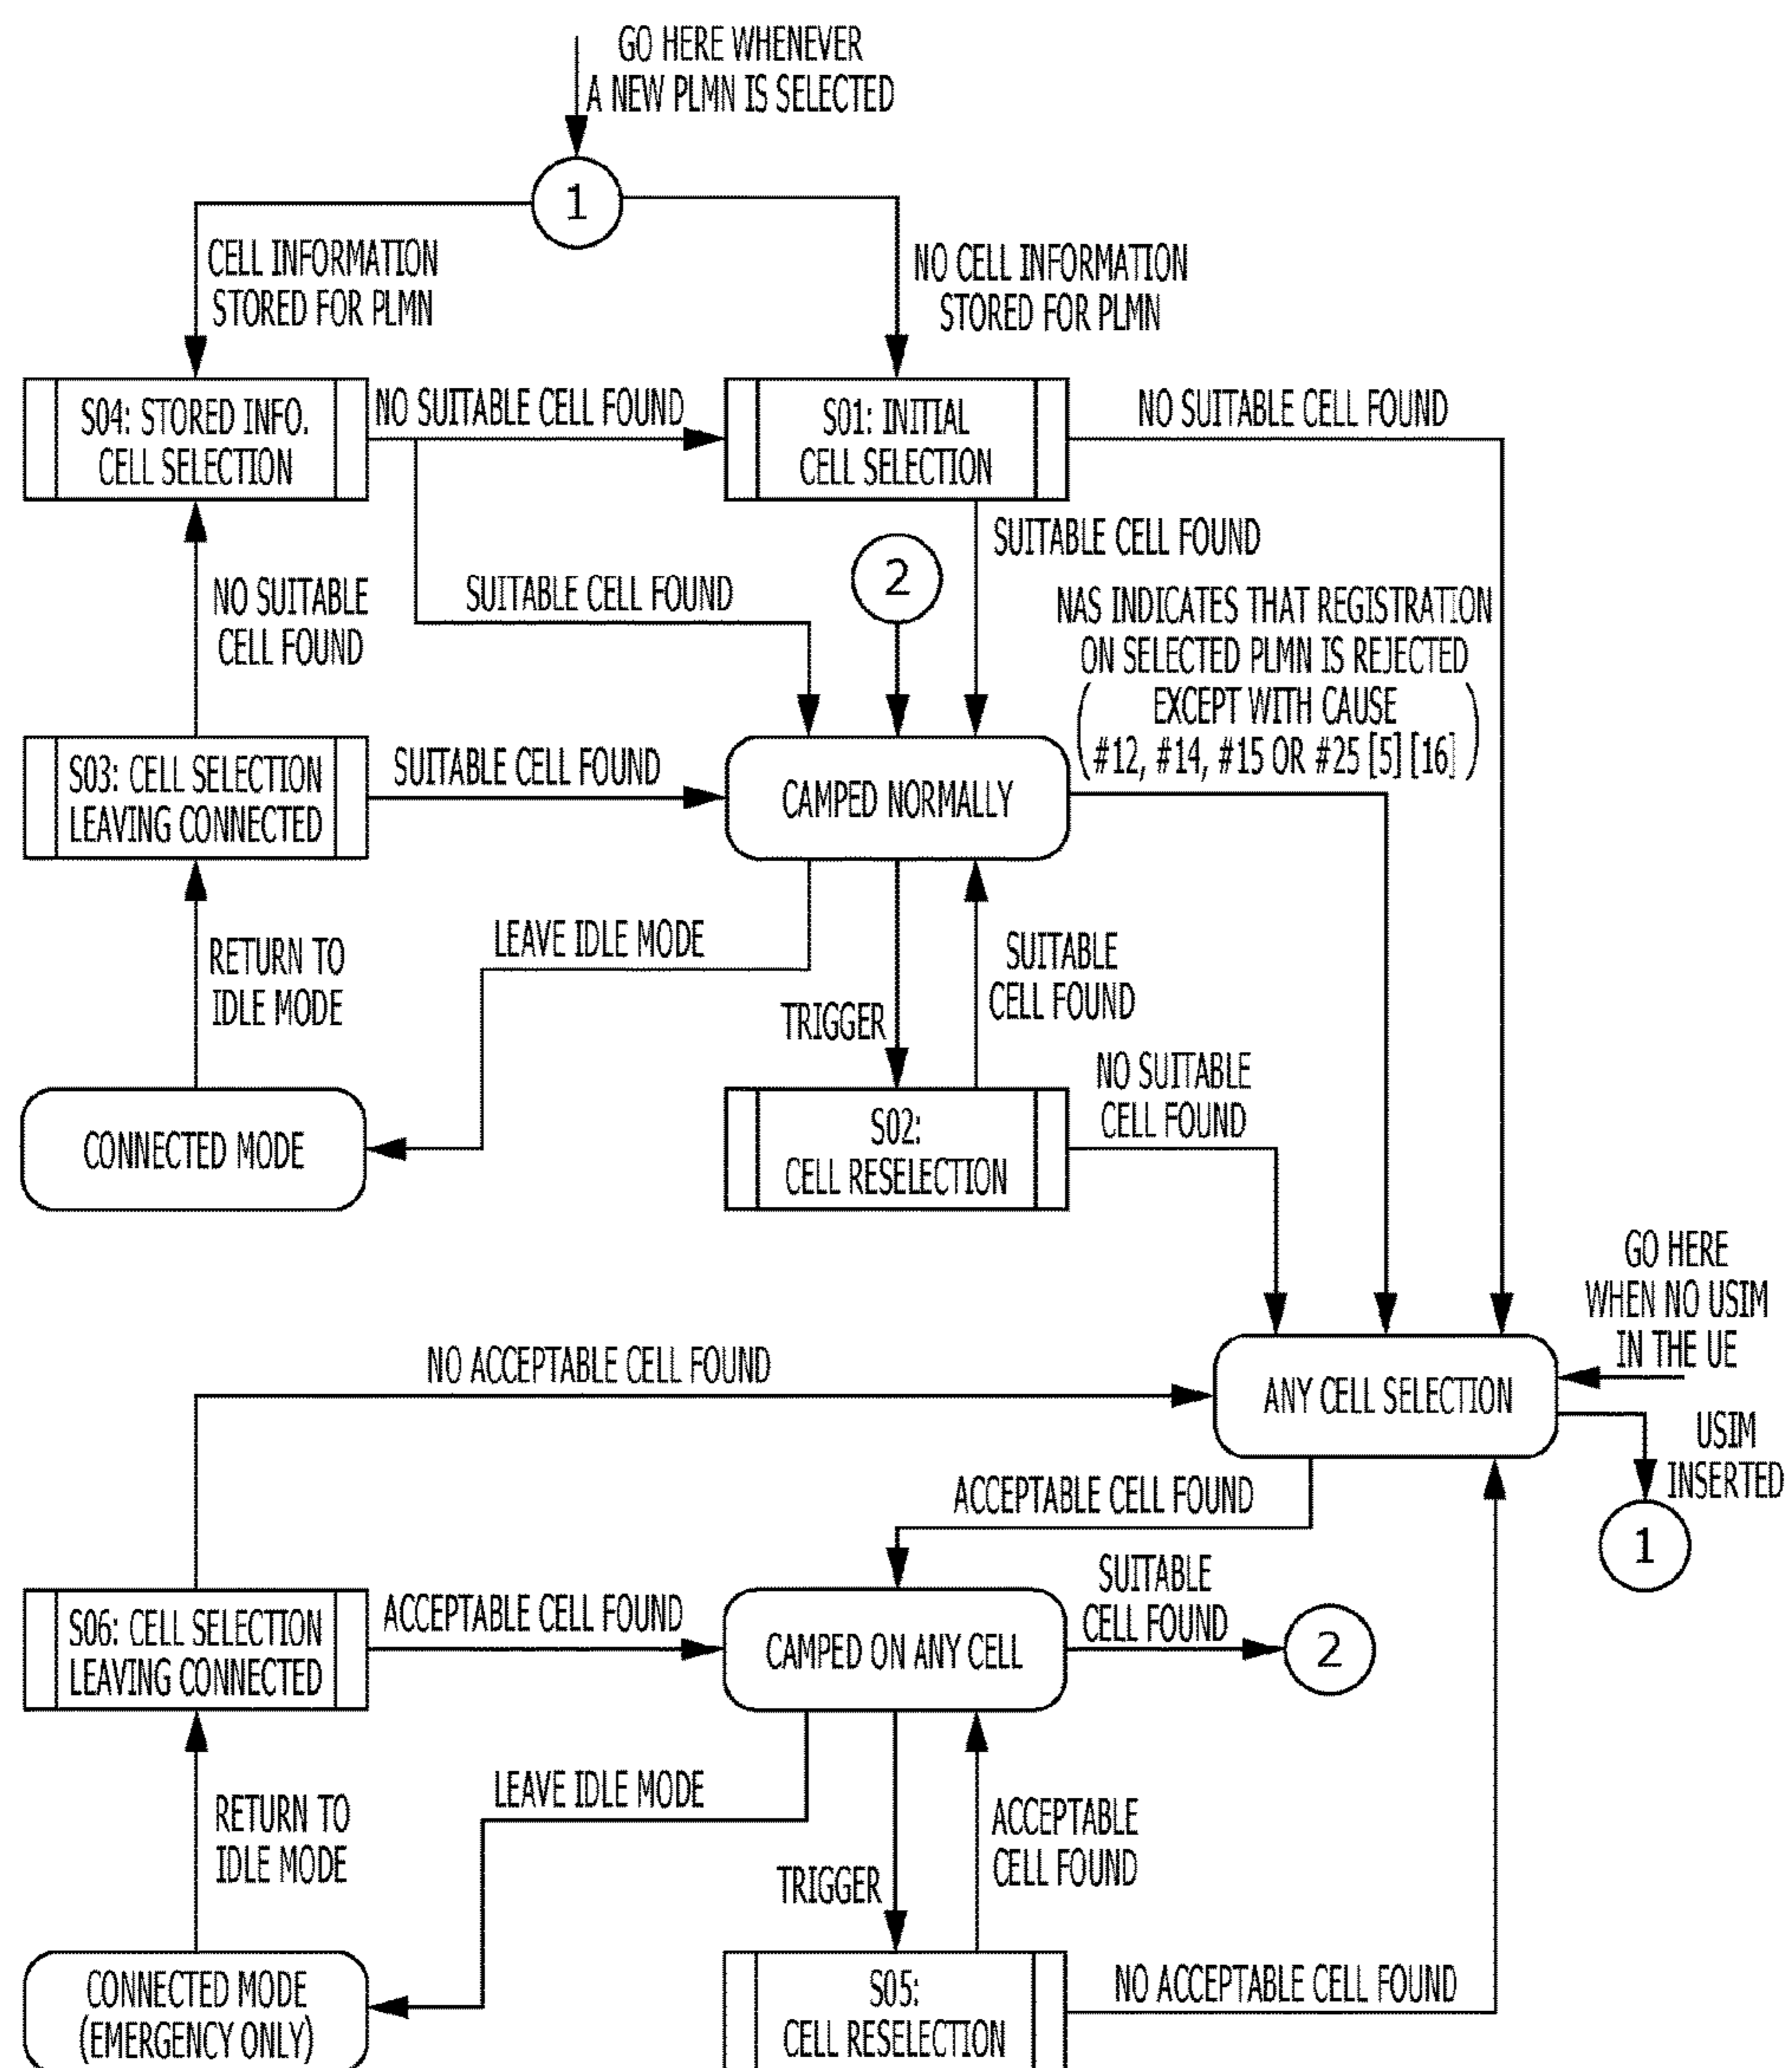 GO HERE WHENEVER
A NEW PLMN IS SELECTED
1
CELL INFORMATION
STORED FOR PLMN
NO CELL INFORMATION
STORED FOR PLMN
S04: STORED INFO.
CELL SELECTION
NO SUITABLE CELL FOUND
S01: INITIAL
CELL SELECTION
NO SUITABLE CELL FOUND
SUITABLE CELL FOUND
2
NO SUITABLE
CELL FOUND
SUITABLE CELL FOUND
NAS INDICATES THAT REGISTRATION
ON SELECTED PLMN IS REJECTED
( EXCEPT WITH CAUSE
#12, #14, #15 OR #25 [5] [16] )
S03: CELL SELECTION
LEAVING CONNECTED
SUITABLE CELL FOUND
CAMPED NORMALLY
RETURN TO
IDLE MODE
LEAVE IDLE MODE
TRIGGER
SUITABLE
CELL FOUND
NO SUITABLE
CELL FOUND
CONNECTED MODE
S02:
CELL RESELECTION
GO HERE
WHEN NO USIM
IN THE UE
NO ACCEPTABLE CELL FOUND
ANY CELL SELECTION
USIM
INSERTED
1
ACCEPTABLE CELL FOUND
S06: CELL SELECTION
LEAVING CONNECTED
ACCEPTABLE CELL FOUND
CAMPED ON ANY CELL
SUITABLE
CELL FOUND
2
RETURN TO
IDLE MODE
LEAVE IDLE MODE
TRIGGER
ACCEPTABLE
CELL FOUND
CONNECTED MODE
(EMERGENCY ONLY)
S05:
CELL RESELECTION
NO ACCEPTABLE CELL FOUND